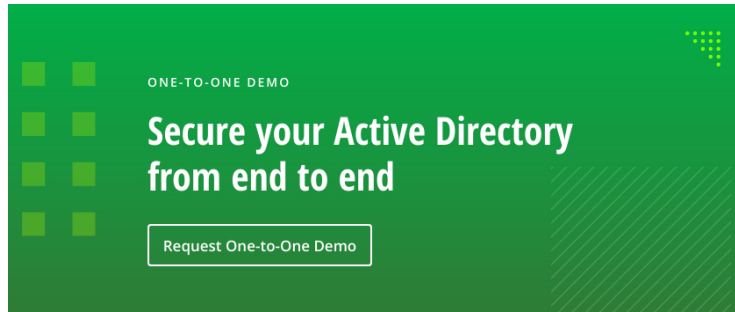 ONE-TO-ONE DEMO
Secure your Active Directory
from end to end
Request One-to-One Demo